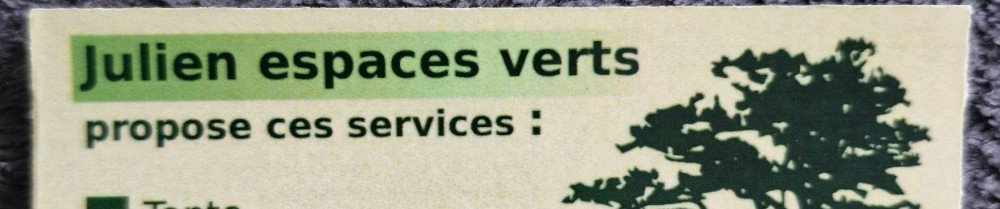 Julien espaces verts
propose ces services :